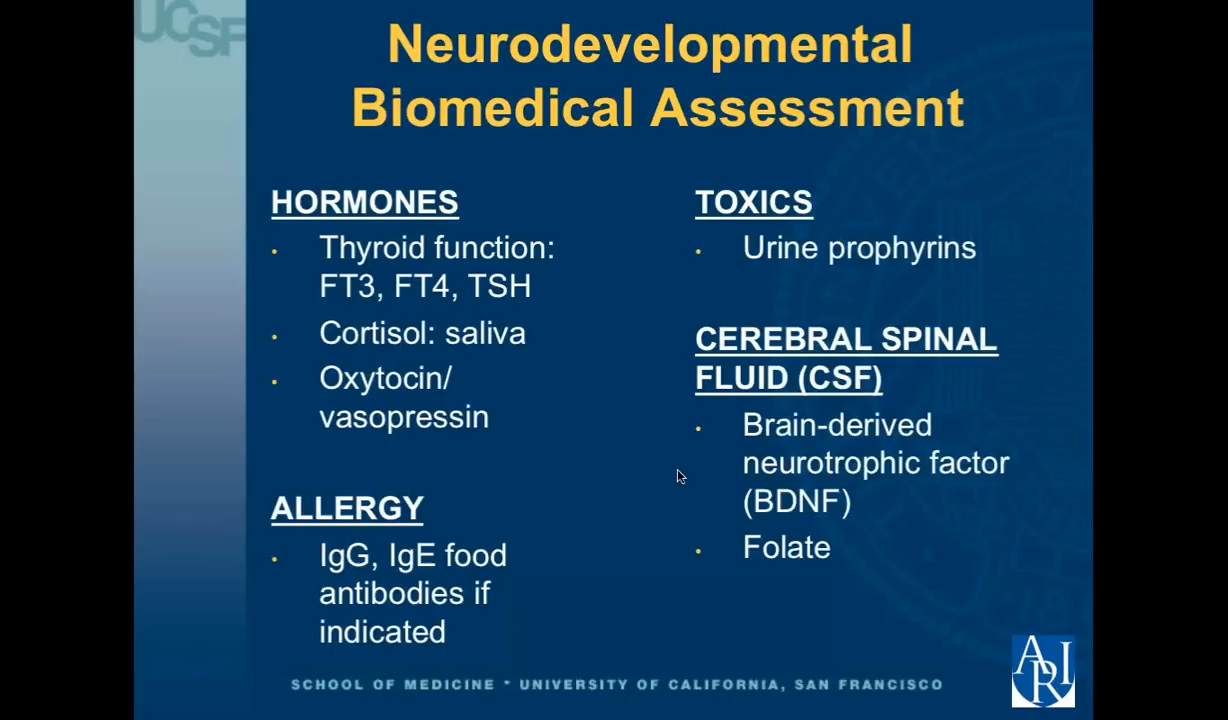 UCSF
Neurodevelopmental
Biomedical Assessment
HORMONES
· Thyroid function:
FT3, FT4, TSH
· Cortisol: saliva
· Oxytocin/
vasopressin
ALLERGY
· IgG, IgE food
antibodies if
indicated
TOXICS
· Urine prophyrins
CEREBRAL SPINAL
FLUID (CSF)
· Brain-derived
neurotrophic factor
(BDNF)
· Folate
SCHOOL OF MEDICINE * UNIVERSITY OF CALIFORNIA, SAN FRANCISCO
ARI